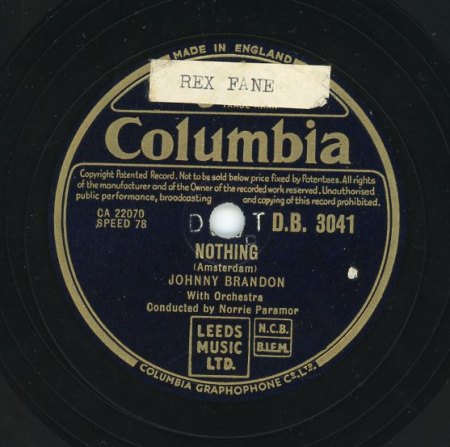 MADE IN ENGLAND
REX FANE
TRADE MARK
Columbia
Copyright Patented Record. Not to be sold below price fixed by Patentees. All rights
of the manufacturer and of the Owner of the recorded work reserved. Unauthorised
public performance, broadcasting and copying of this record prohibited.
CA 22070
SPEED 78
D T D.B. 3041
NOTHING
(Amsterdam)
JOHNNY BRANDON
With Orchestra
Conducted by Norrie Paramor
LEEDS
MUSIC
LTD.
N.C.B.
B.I.E.M.
COLUMBIA GRAPHOPHONE CO. LTD.